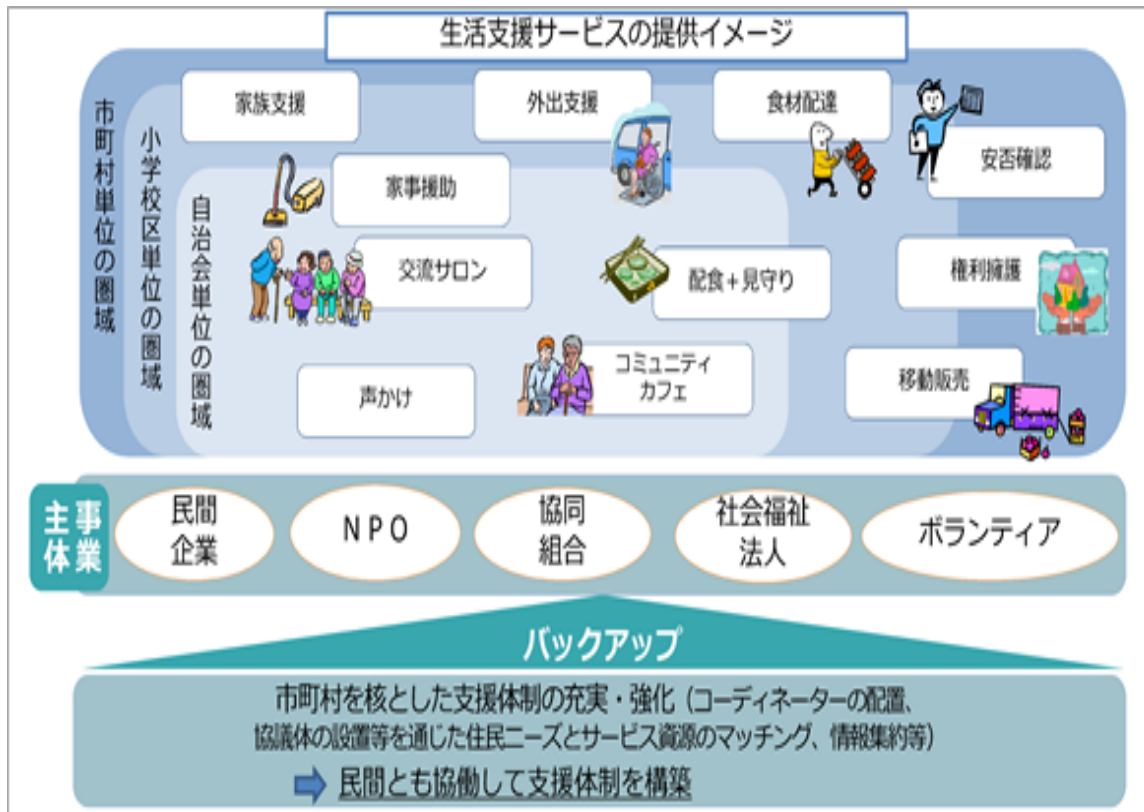 生活支援サービスの提供イメージ
市町村単位の圏域
小学校区単位の圏域
自治会単位の圏域
家族支援
外出支援
食材配達
安否確認
家事援助
交流サロン
配食+見守り
権利擁護
声かけ
コミュニティ
カフェ
移動販売
事業
主体
民間
企業
NPO
協同
組合
社会福祉
法人
ボランティア
バックアップ
市町村を核とした支援体制の充実・強化(コーディネーターの配置、
協議体の設置等を通じた住民ニーズとサービス資源のマッチング、情報集約等)
民間とも協働して支援体制を構築